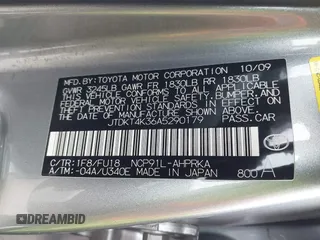 MFD. BY: TOYOTA MOTOR CORPORATION 10/09
GVWR 3245LB GAWR FR 1830LB RR 1830LB
THIS VEHICLE CONFORMS TO ALL APPLICABLE
FEDERAL MOTOR VEHICLE SAFETY, BUMPER, AND
THEFT PREVENTION STANDARDS IN EFFECT ON
THE DATE OF MANUFACTURE SHOWN ABOVE.
JTDKT4K36A5290179 PASS.CAR
C/TR: 1F8/FU18 NCP91L-AHPRKA
A/TM: -04A/U340E MADE IN JAPAN 800A
DREAMBID